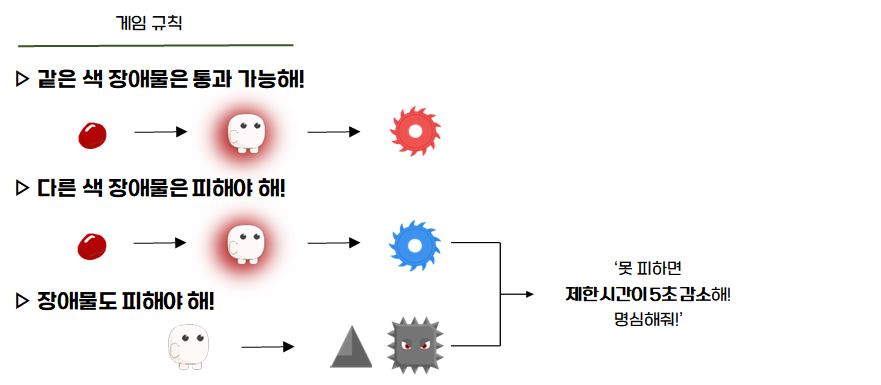 게임 규칙
▷ 같은 색 장애물은 통과 가능해!
▷ 다른 색 장애물은 피해야 해!
▷ 장애물도 피해야 해!
‘못 피하면
제한시간이 5초 감소해!
명심해줘!’